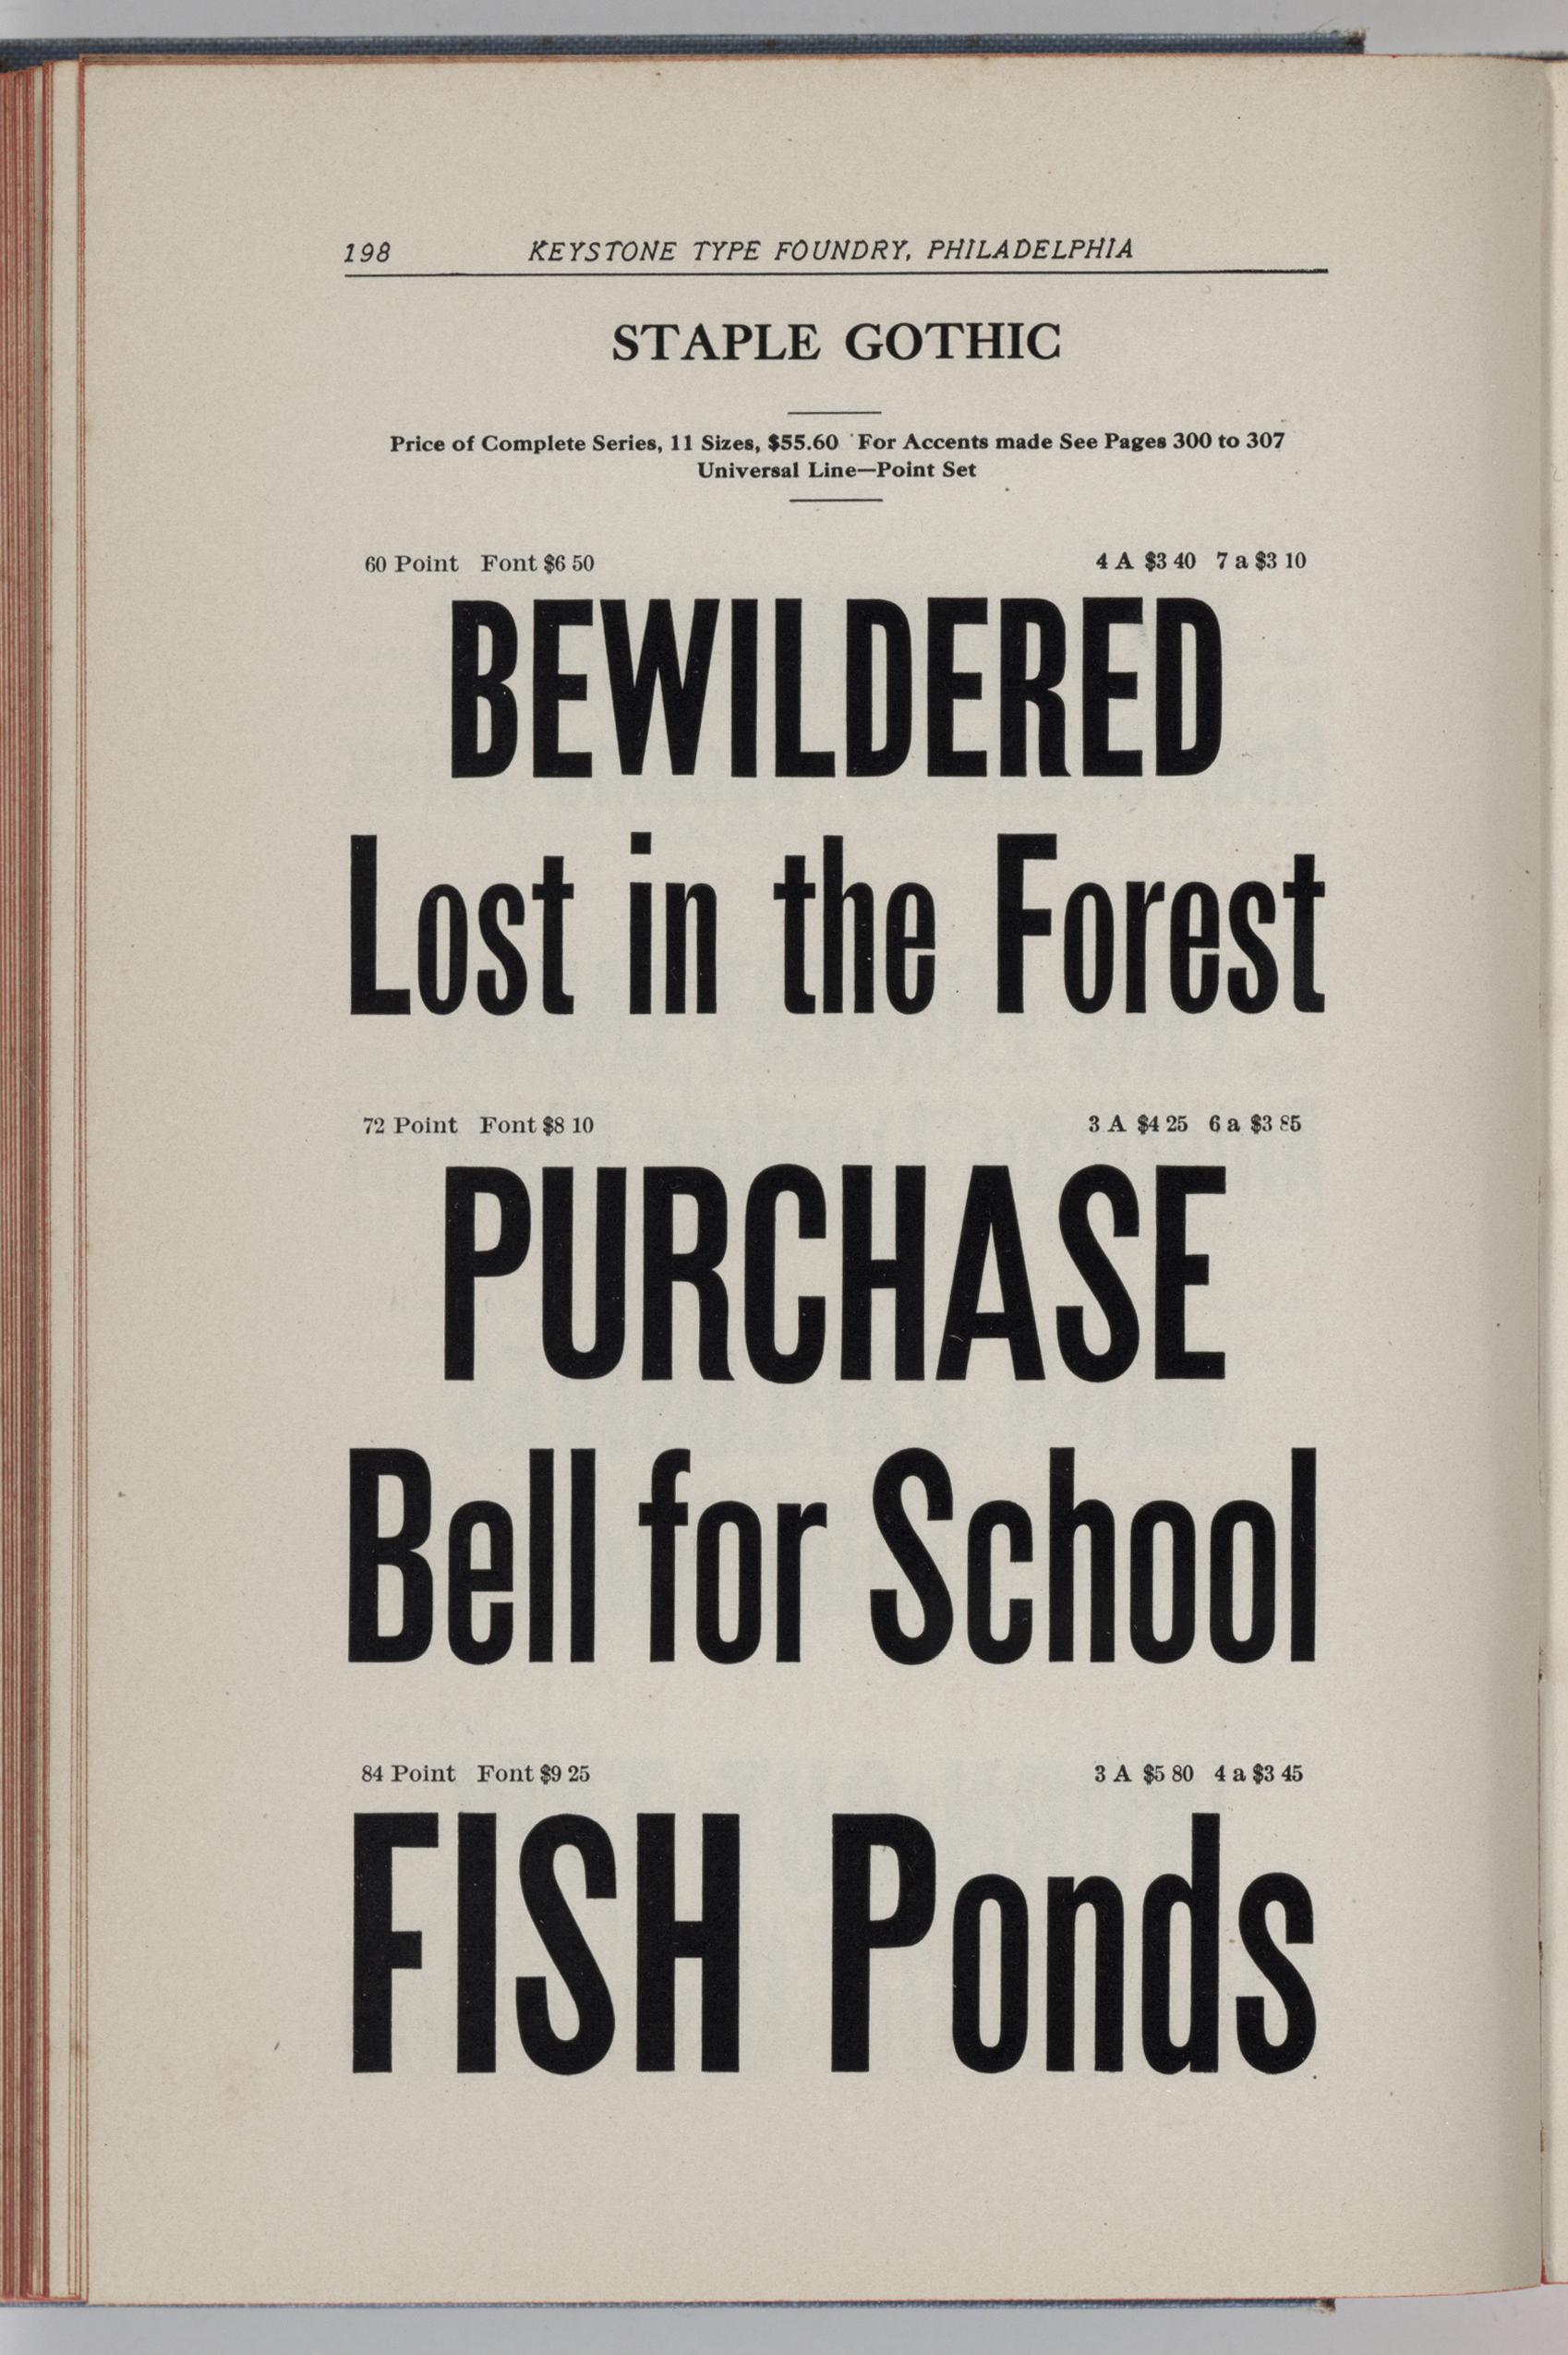 198 KEYSTONE TYPE FOUNDRY, PHILADELPHIA
STAPLE GOTHIC
Price of Complete Series, 11 Sizes, $55.60 For Accents made See Pages 300 to 307
Universal Line—Point Set
60 Point Font $6 50 4 A $3 40 7 a $3 10
BEWILDERED
Lost in the Forest
72 Point Font $8 10 3 A $4 25 6 a $3 85
PURCHASE
Bell for School
84 Point Font $9 25 3 A $5 80 4 a $3 45
FISH Ponds